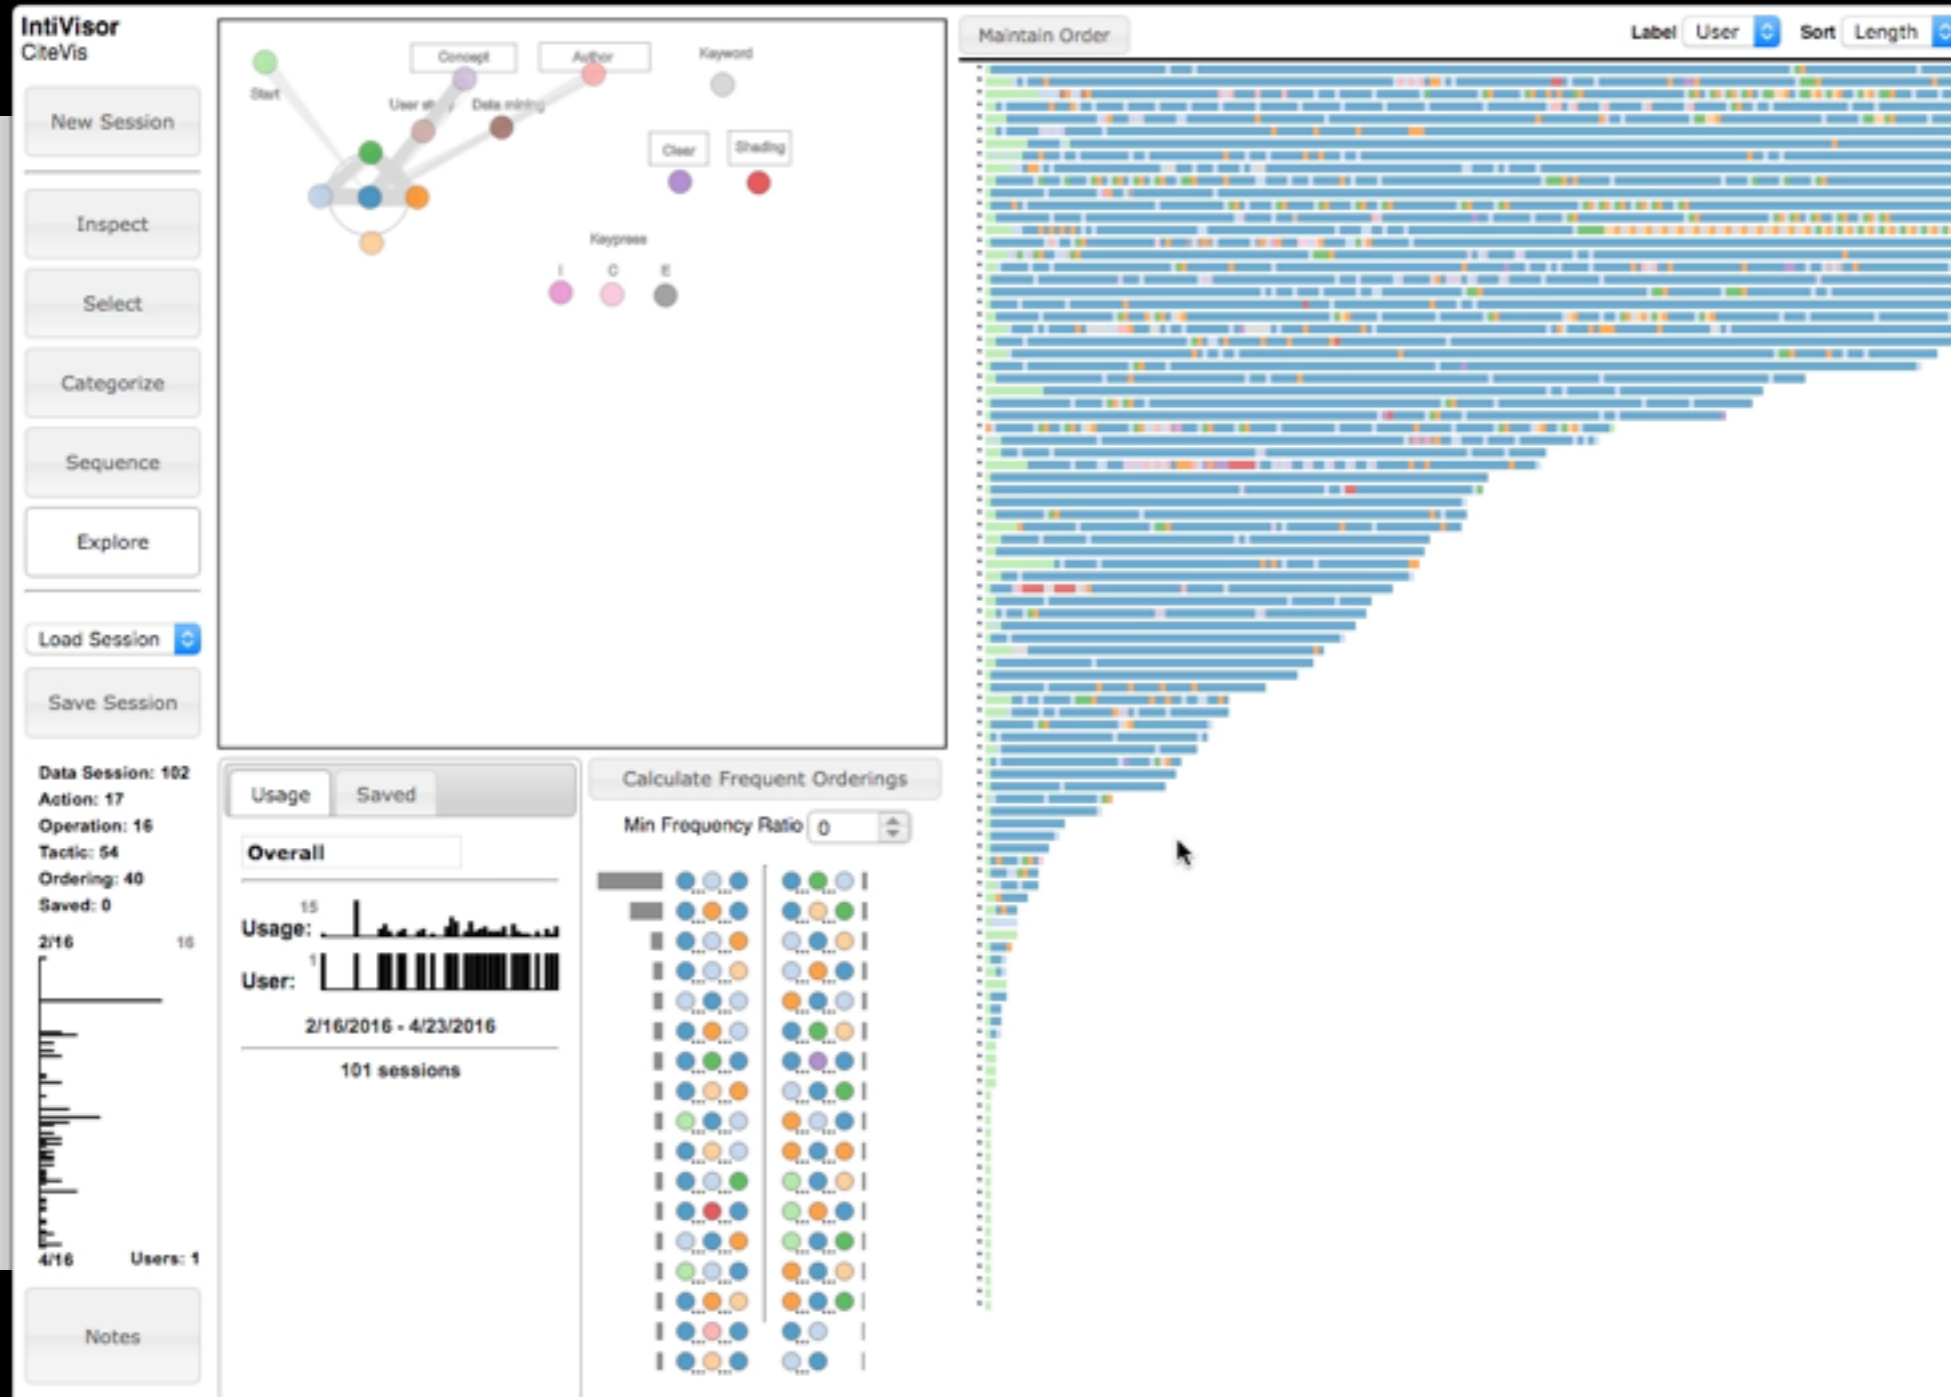 IntiVisor
CiteVis
New Session
Inspect
Select
Categorize
Sequence
Explore
Load Session
Save Session
Data Session: 102
Action: 17
Operation: 16
Tactic: 54
Ordering: 40
Saved: 0
2/16 16
4/16 Users: 1
Notes
Concept Author Keyword
Start User study Data mining
Clear Shading
Keypress
I C E
Usage Saved
Overall
15
Usage:
1
User:
2/16/2016 - 4/23/2016
101 sessions
Calculate Frequent Orderings
Min Frequency Ratio 0
Maintain Order
Label User Sort Length